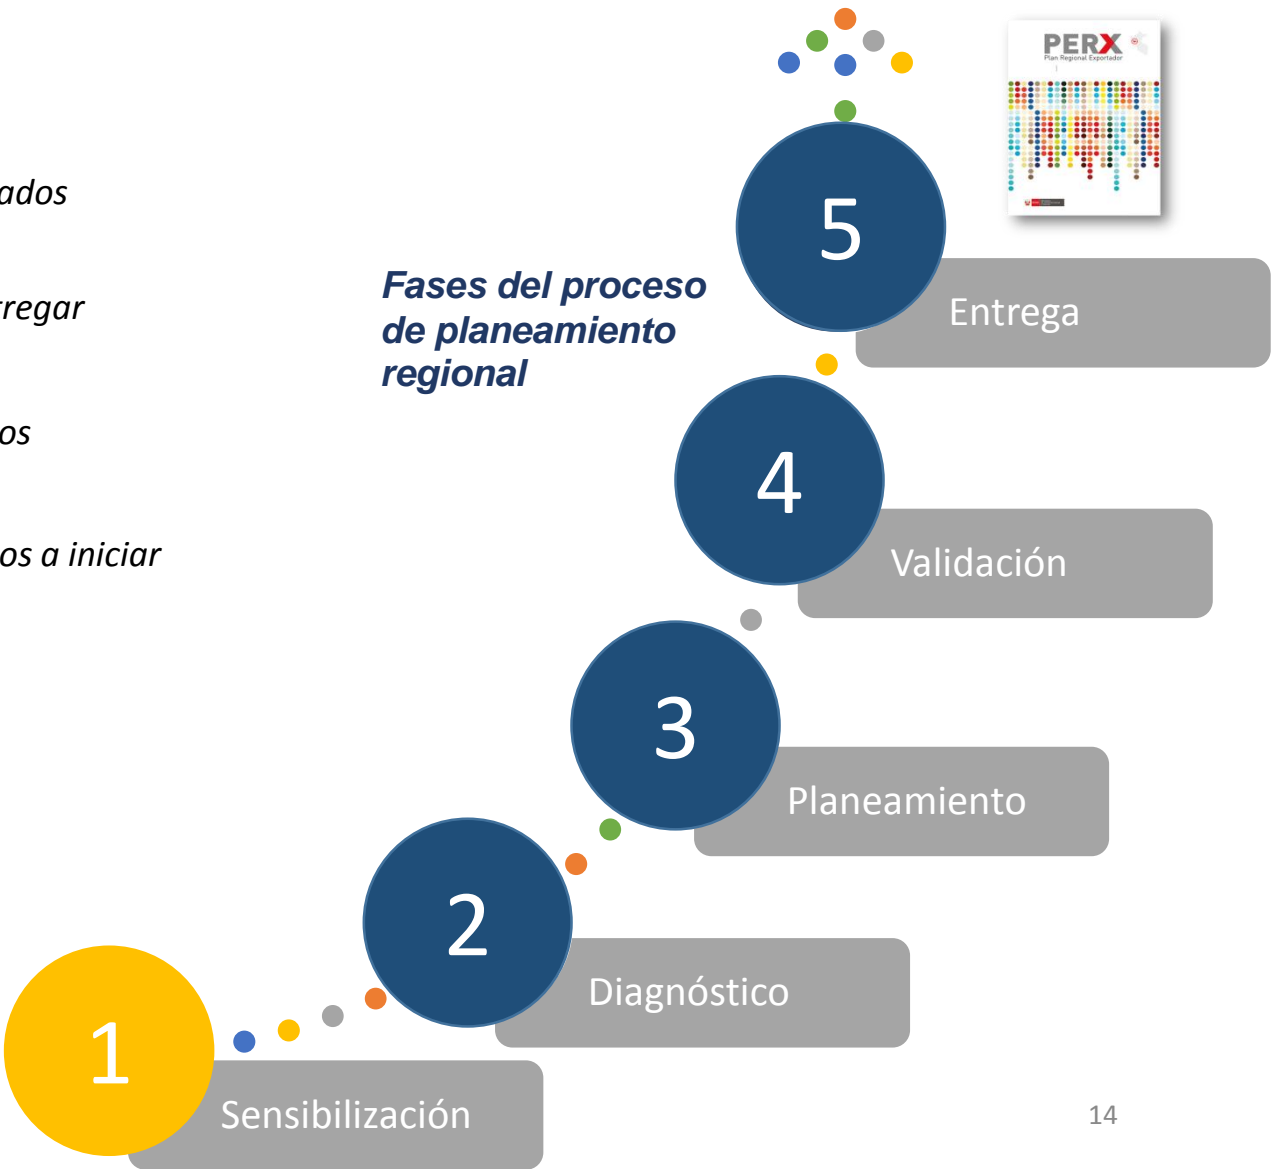 PERX
Plan Regional Exportador
5
ados
Fases del proceso
de planeamiento
regional
regar
Entrega
os
4
os a iniciar
Validación
3
Planeamiento
2
Diagnóstico
1
Sensibilización
14